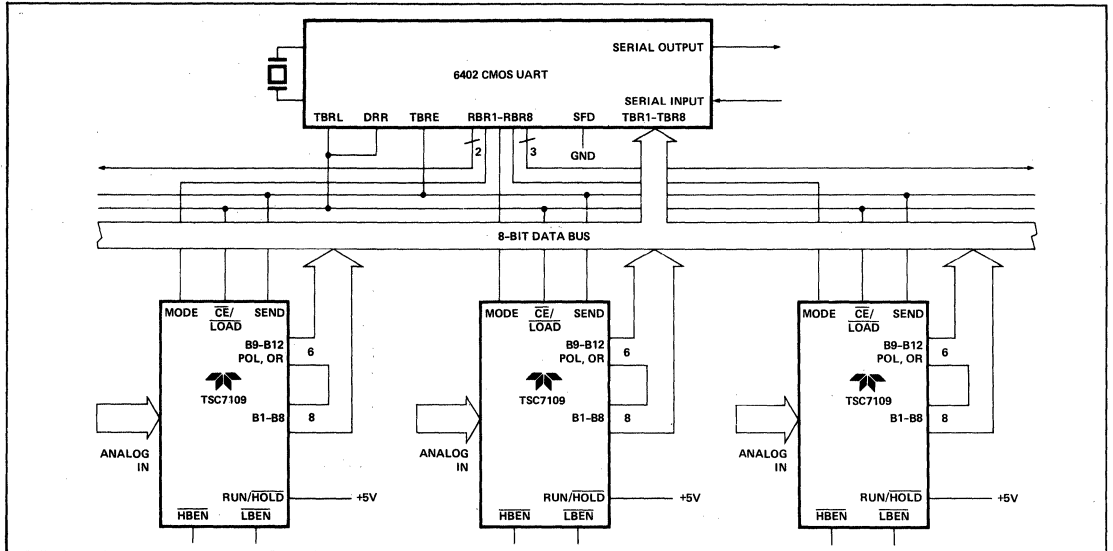 SERIAL OUTPUT
6402 CMOS UART
SERIAL INPUT
TBRL DRR TBRE RBR1–RBR8 SFD TBR1–TBR8
2 3
GND
8-BIT DATA BUS
MODE CE/ LOAD SEND
B9–B12
POL, OR
6
TSC7109
B1–B8 8
ANALOG
IN
RUN/HOLD +5V
HBEN LBEN
MODE CE/ LOAD SEND
B9–B12
POL, OR
6
TSC7109
B1–B8 8
ANALOG
IN
RUN/HOLD +5V
HBEN LBEN
MODE CE/ LOAD SEND
B9–B12
POL, OR
6
TSC7109
B1–B8 8
ANALOG
IN
RUN/HOLD +5V
HBEN LBEN